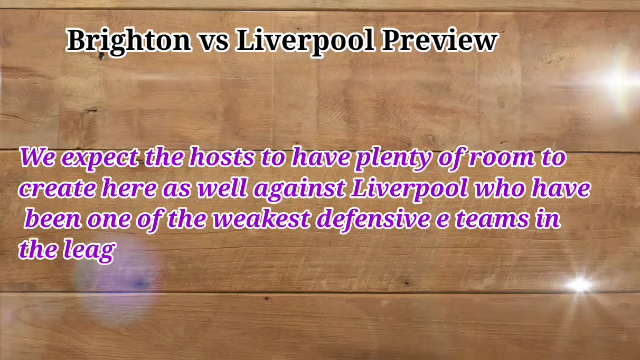 Brighton vs Liverpool Preview
We expect the hosts to have plenty of room to
create here as well against Liverpool who have
been one of the weakest defensive e teams in
the leag